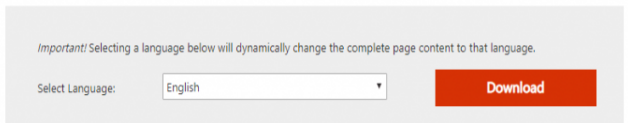 Important! Selecting a language below will dynamically change the complete page content to that language.
Select Language: English Download